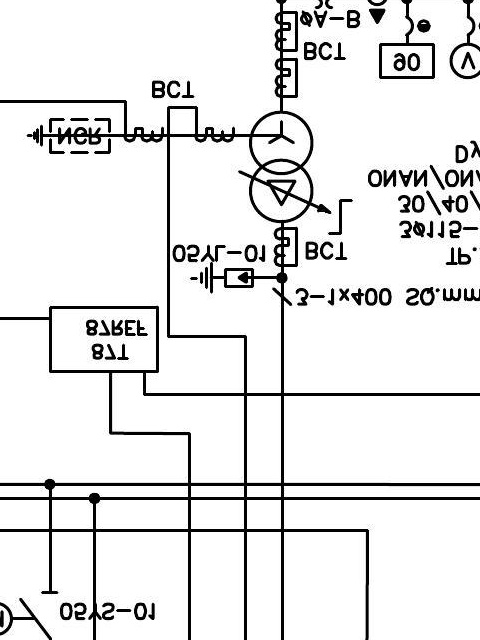 øA-B
BCT
90
V
BCT
NGR
Dy
ONAN/ONA
30/40/
3ø115-
TP.
05YL-01
BCT
3-1x400 SQ.mm
87REF
87T
05YS-01